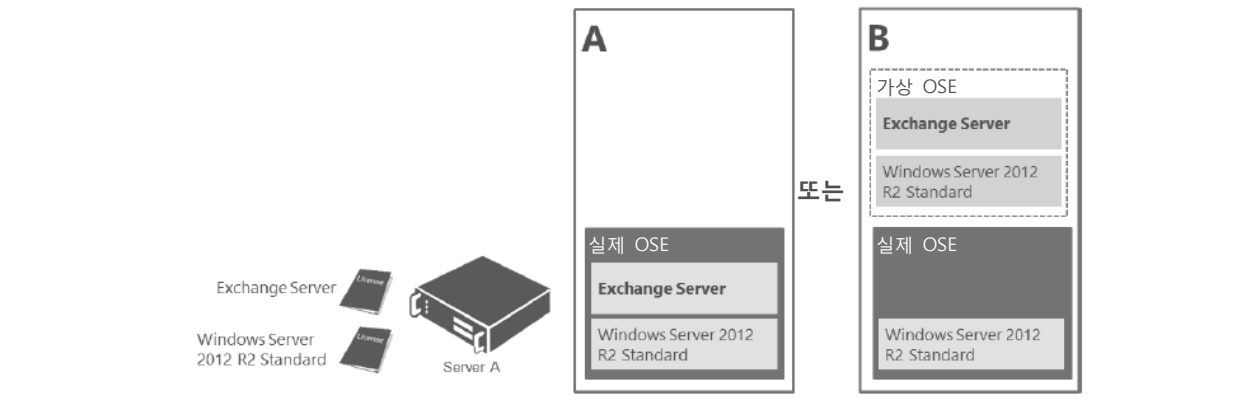 Exchange Server
License
Windows Server
2012 R2 Standard
License
Server A
A
실제 OSE
Exchange Server
Windows Server 2012
R2 Standard
또는
B
가상 OSE
Exchange Server
Windows Server 2012
R2 Standard
실제 OSE
Windows Server 2012
R2 Standard